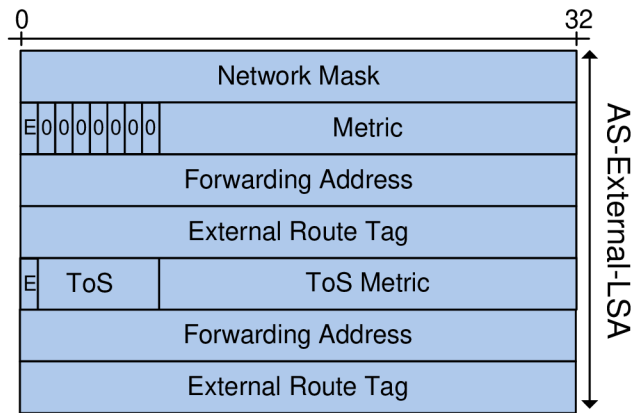 0 32
Network Mask
E 0 0 0 0 0 0 0 Metric
Forwarding Address
External Route Tag
E ToS ToS Metric
Forwarding Address
External Route Tag
AS-External-LSA